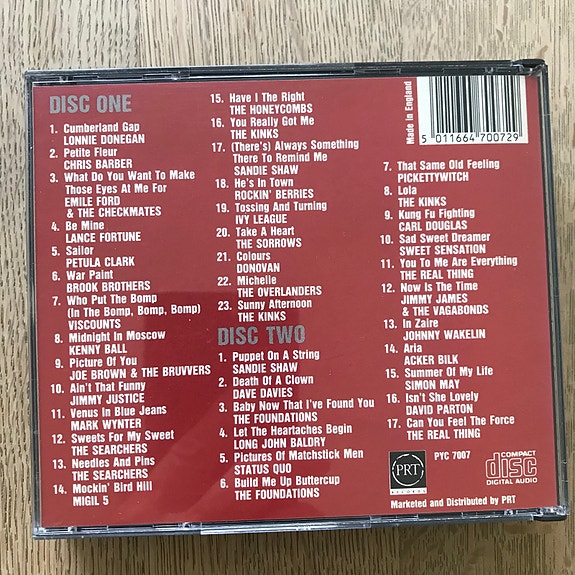 DISC ONE
1. Cumberland Gap
LONNIE DONEGAN
2. Petite Fleur
CHRIS BARBER
3. What Do You Want To Make
Those Eyes At Me For
EMILE FORD
& THE CHECKMATES
4. Be Mine
LANCE FORTUNE
5. Sailor
PETULA CLARK
6. War Paint
BROOK BROTHERS
7. Who Put The Bomp
(In The Bomp, Bomp, Bomp)
VISCOUNTS
8. Midnight In Moscow
KENNY BALL
9. Picture Of You
JOE BROWN & THE BRUVVERS
10. Ain't That Funny
JIMMY JUSTICE
11. Venus In Blue Jeans
MARK WYNTER
12. Sweets For My Sweet
THE SEARCHERS
13. Needles And Pins
THE SEARCHERS
14. Mockin' Bird Hill
MIGIL 5
15. Have I The Right
THE HONEYCOMBS
16. You Really Got Me
THE KINKS
17. (There's) Always Something
There To Remind Me
SANDIE SHAW
18. He's In Town
ROCKIN' BERRIES
19. Tossing And Turning
IVY LEAGUE
20. Take A Heart
THE SORROWS
21. Colours
DONOVAN
22. Michelle
THE OVERLANDERS
23. Sunny Afternoon
THE KINKS
DISC TWO
1. Puppet On A String
SANDIE SHAW
2. Death Of A Clown
DAVE DAVIES
3. Baby Now That I've Found You
THE FOUNDATIONS
4. Let The Heartaches Begin
LONG JOHN BALDRY
5. Pictures Of Matchstick Men
STATUS QUO
6. Build Me Up Buttercup
THE FOUNDATIONS
Made in England
5 011664 700729
7. That Same Old Feeling
PICKETTYWITCH
8. Lola
THE KINKS
9. Kung Fu Fighting
CARL DOUGLAS
10. Sad Sweet Dreamer
SWEET SENSATION
11. You To Me Are Everything
THE REAL THING
12. Now Is The Time
JIMMY JAMES
& THE VAGABONDS
13. In Zaire
JOHNNY WAKELIN
14. Aria
ACKER BILK
15. Summer Of My Life
SIMON MAY
16. Isn't She Lovely
DAVID PARTON
17. Can You Feel The Force
THE REAL THING
PRT
RECORDS
PYC 7007
COMPACT
disc
DIGITAL AUDIO
Marketed and Distributed by PRT